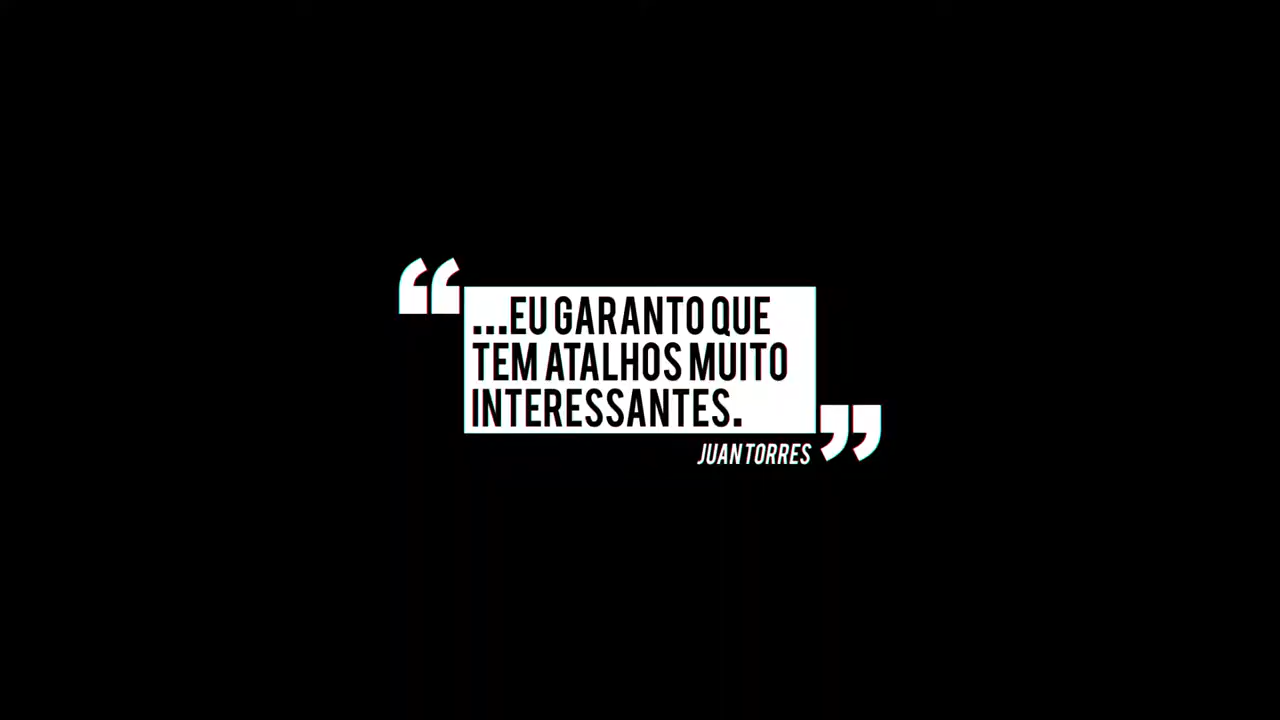 “
...EU GARANTO QUE
TEM ATALHOS MUITO
INTERESSANTES.
JUAN TORRES
”